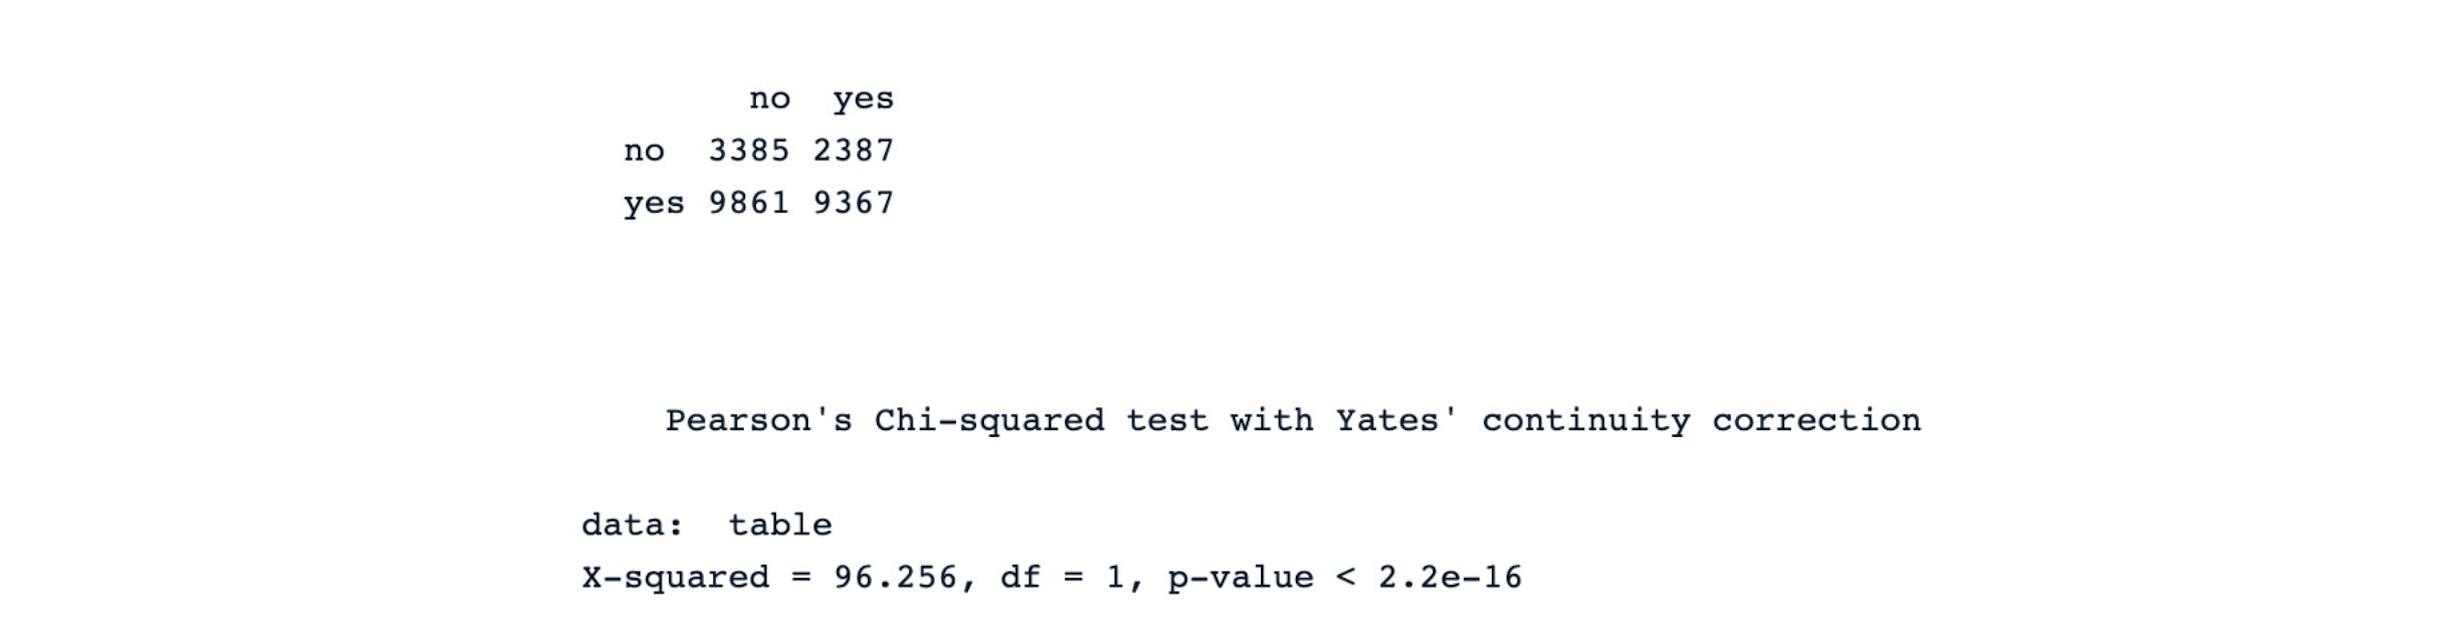 no yes
no 3385 2387
yes 9861 9367
Pearson's Chi-squared test with Yates' continuity correction
data: table
X-squared = 96.256, df = 1, p-value < 2.2e-16